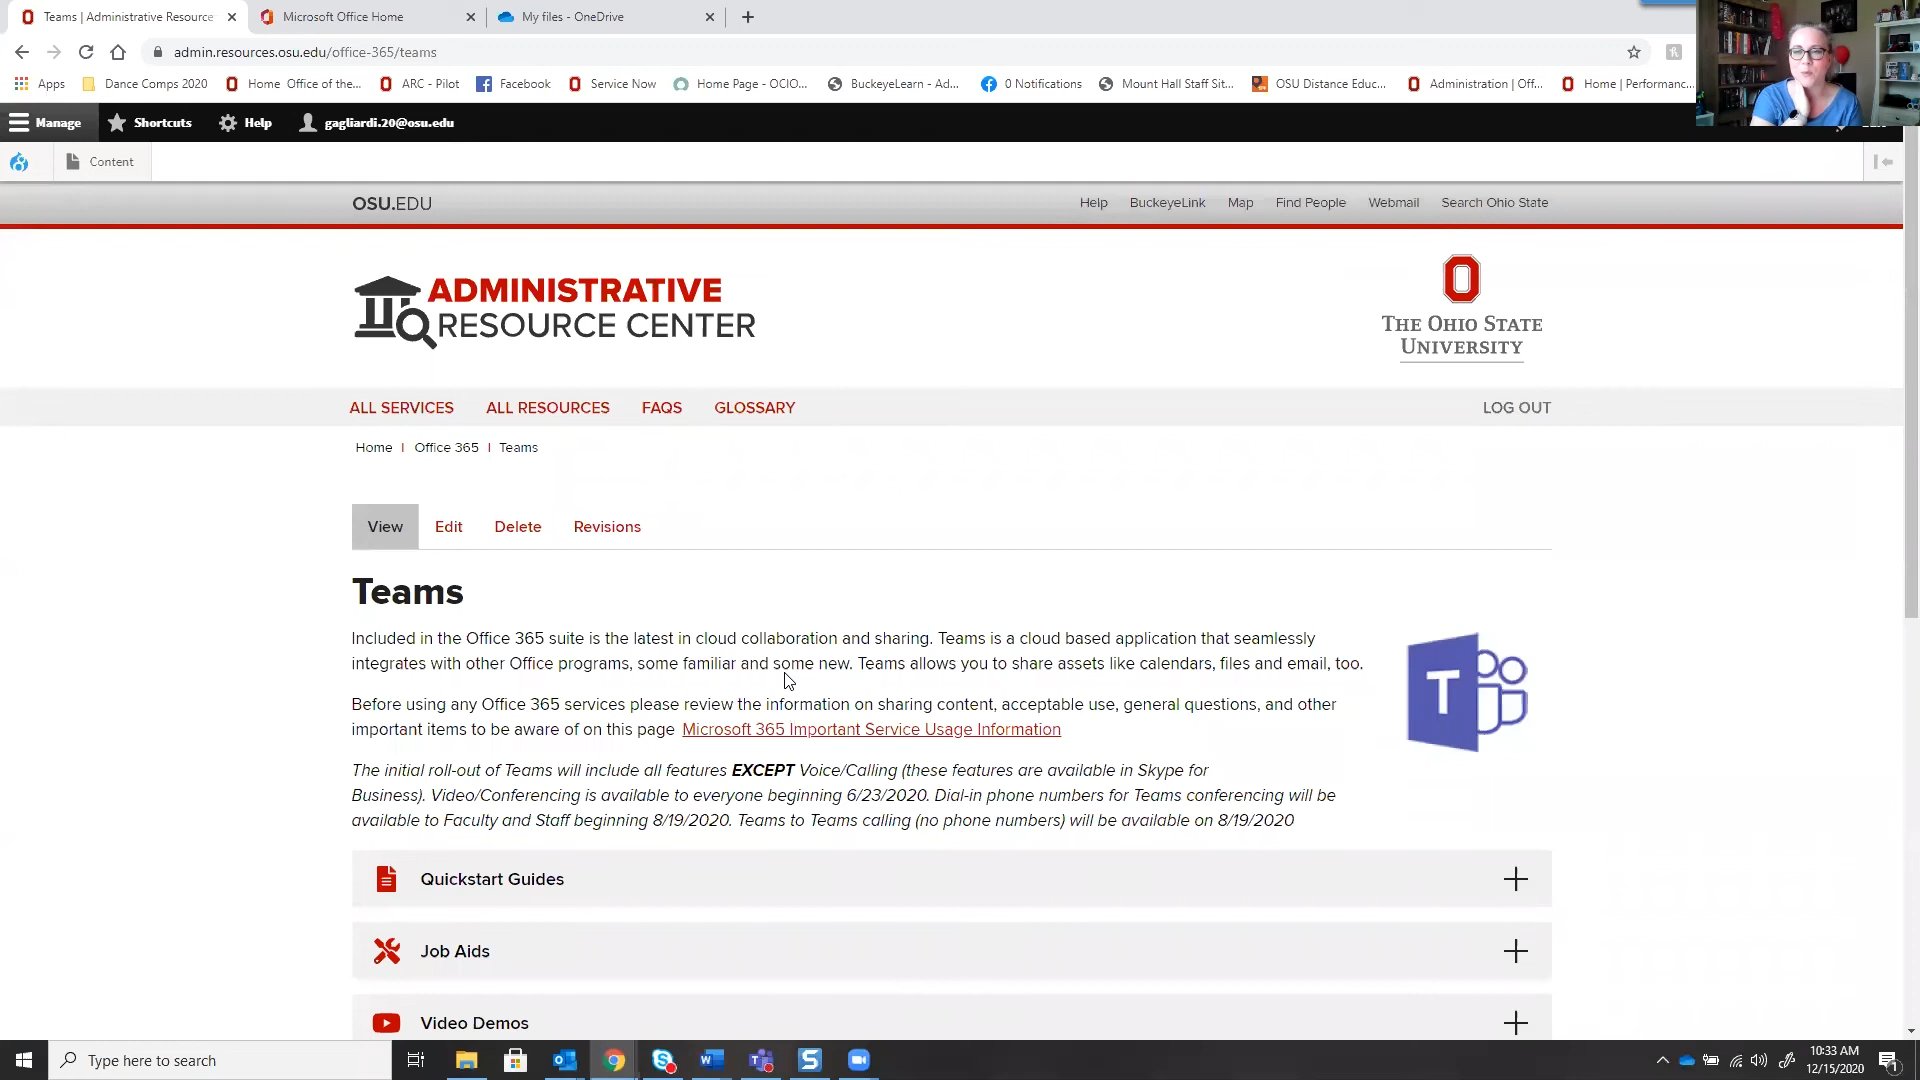 Teams | Administrative Resource
Microsoft Office Home
My files - OneDrive
admin.resources.osu.edu/office-365/teams
Apps
Dance Comps 2020
Home Office of the...
ARC - Pilot
Facebook
Service Now
Home Page - OCIO...
BuckeyeLearn - Ad...
0 Notifications
Mount Hall Staff Sit...
OSU Distance Educ...
Administration | Off...
Home | Performanc...
Manage
Shortcuts
Help
gagliardi.20@osu.edu
Content
OSU.EDU
Help
BuckeyeLink
Map
Find People
Webmail
Search Ohio State
ADMINISTRATIVE
RESOURCE CENTER
THE OHIO STATE
UNIVERSITY
ALL SERVICES
ALL RESOURCES
FAQS
GLOSSARY
LOG OUT
Home | Office 365 | Teams
View
Edit
Delete
Revisions
Teams
Included in the Office 365 suite is the latest in cloud collaboration and sharing. Teams is a cloud based application that seamlessly
integrates with other Office programs, some familiar and some new. Teams allows you to share assets like calendars, files and email, too.
T
Before using any Office 365 services please review the information on sharing content, acceptable use, general questions, and other
important items to be aware of on this page Microsoft 365 Important Service Usage Information
The initial roll-out of Teams will include all features EXCEPT Voice/Calling (these features are available in Skype for
Business). Video/Conferencing is available to everyone beginning 6/23/2020. Dial-in phone numbers for Teams conferencing will be
available to Faculty and Staff beginning 8/19/2020. Teams to Teams calling (no phone numbers) will be available on 8/19/2020
Quickstart Guides
Job Aids
Video Demos
Type here to search
10:33 AM
12/15/2020
1